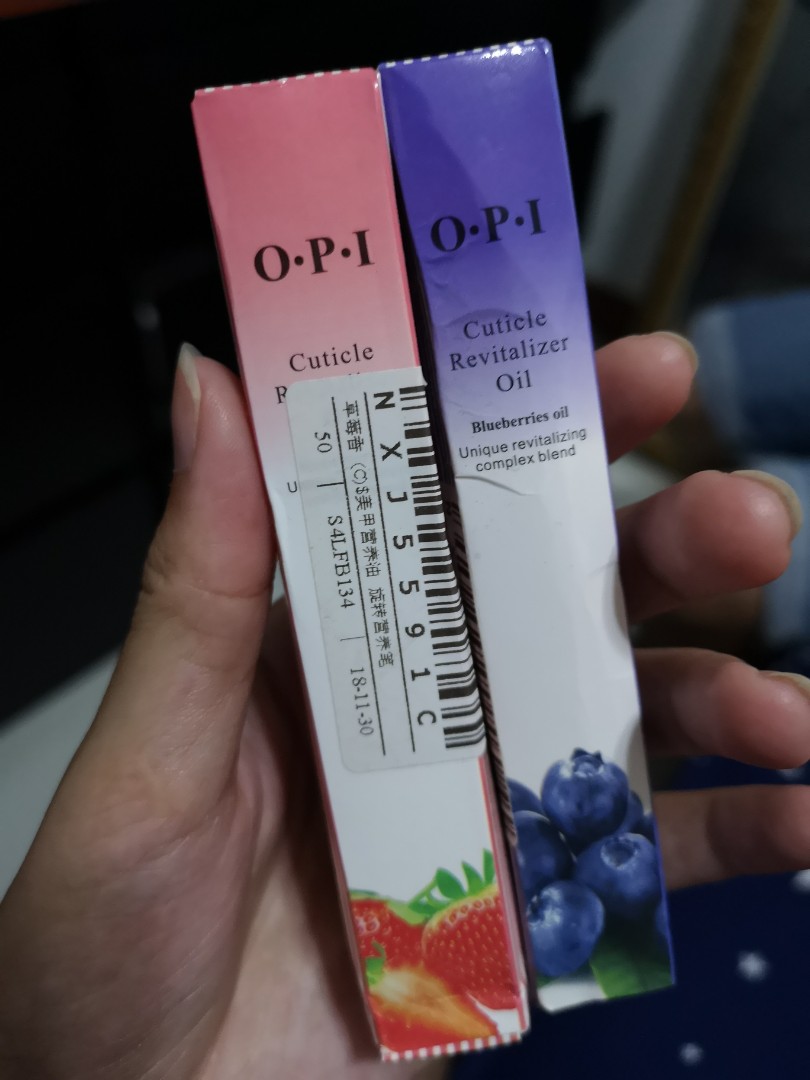 O·P·I
Cuticle
NXJ5591C
草莓香 (C)$美甲营养油 旋转营养笔
50 | S4LFB134 | 18-11-30
O·P·I
Cuticle
Revitalizer
Oil
Blueberries oil
Unique revitalizing
complex blend